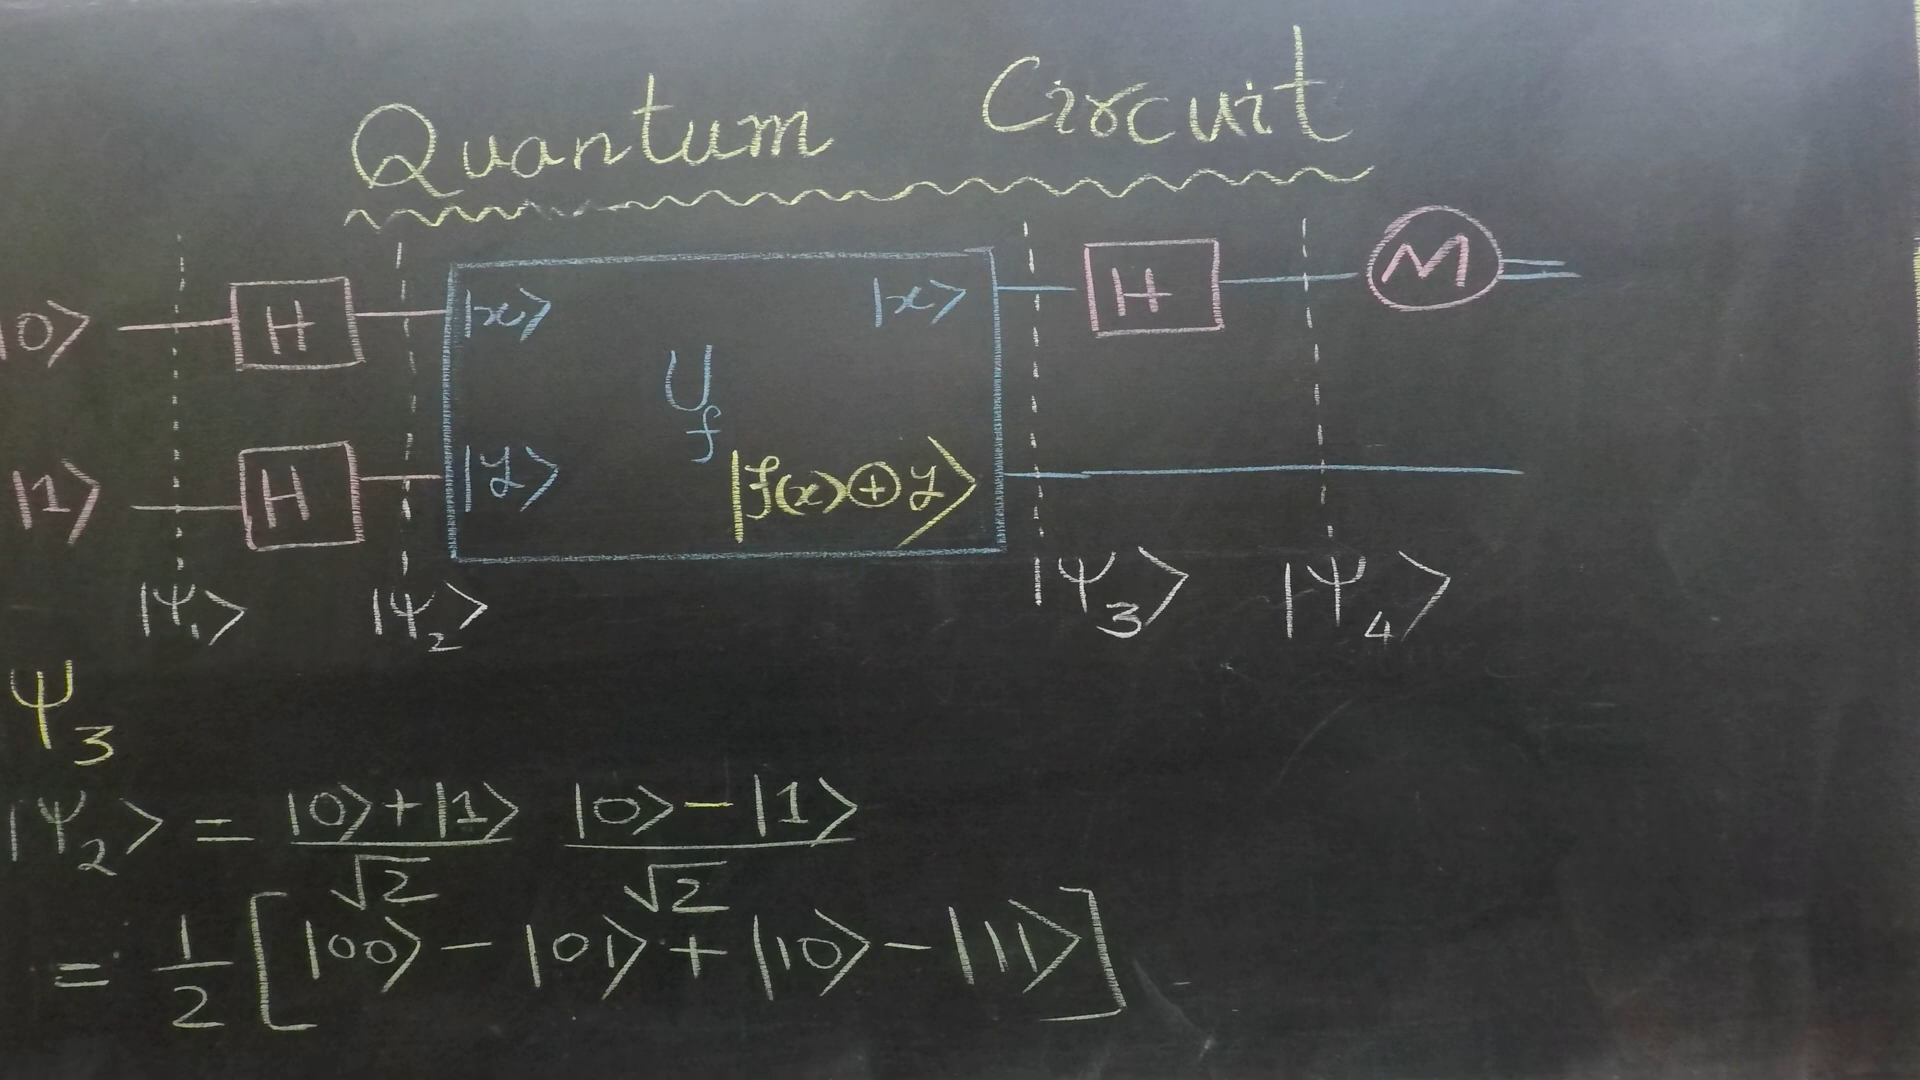 Quantum Circuit
|0> H |x> |x> H M
U_f
|1> H |y> |f(x)⊕y>
|Ψ₁> |Ψ₂> |Ψ₃> |Ψ₄>
Ψ₃
|Ψ₂> = |0>+|1>/√2 |0>-|1>/√2
= 1/2 [|00> - |01> + |10> - |11>]